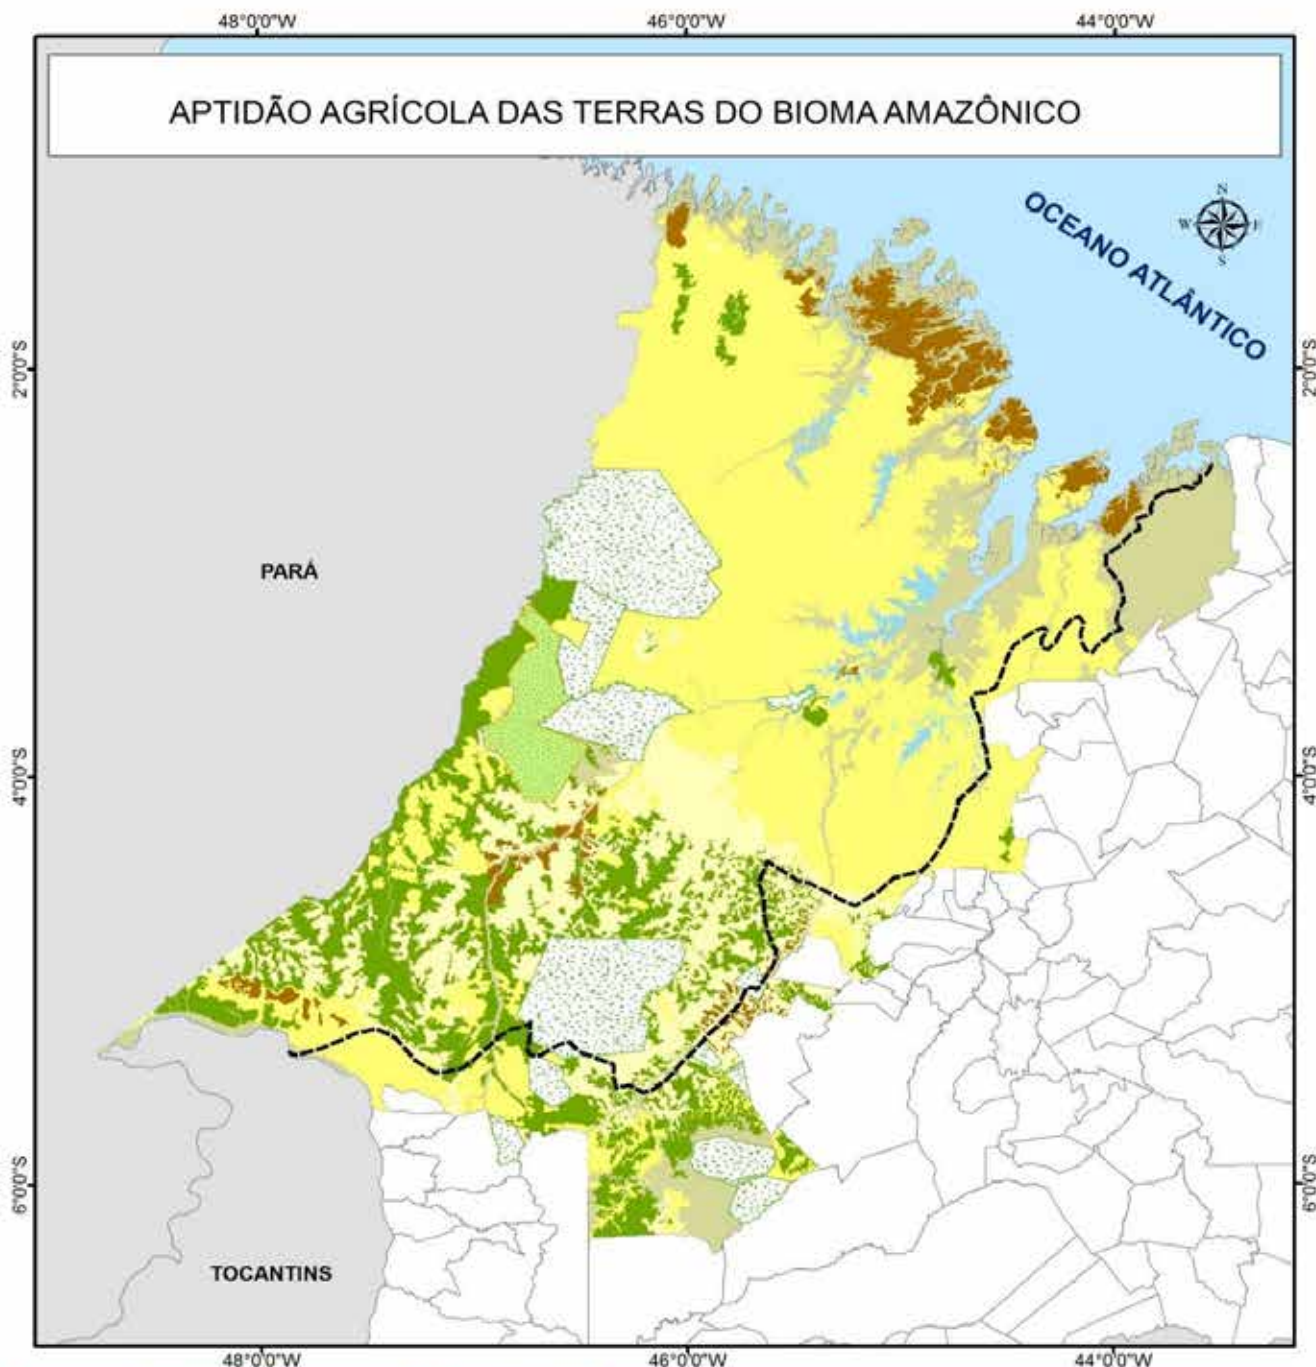 48°0'0"W 46°0'0"W 44°0'0"W
APTIDÃO AGRÍCOLA DAS TERRAS DO BIOMA AMAZÔNICO
N
W E
S
OCEANO ATLÂNTICO
2°0'0"S 2°0'0"S
PARÁ
4°0'0"S 4°0'0"S
6°0'0"S 6°0'0"S
TOCANTINS
48°0'0"W 46°0'0"W 44°0'0"W